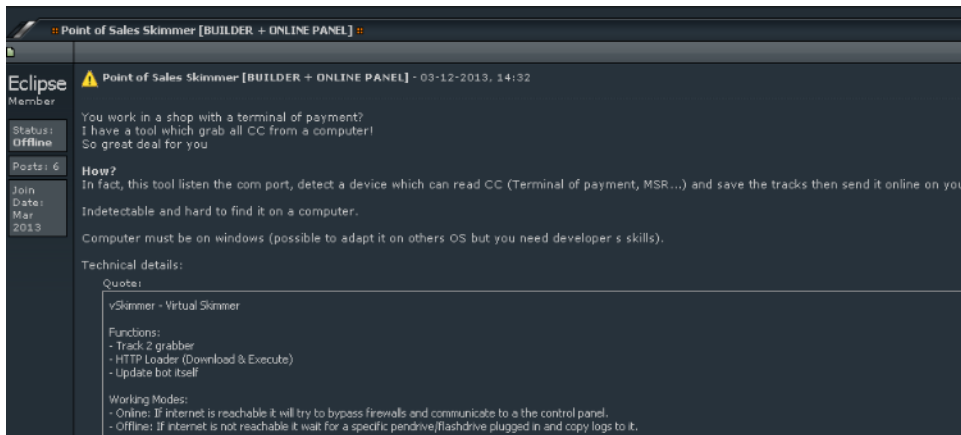 :: Point of Sales Skimmer [BUILDER + ONLINE PANEL] ::
Eclipse
Member
Status:
Offline
Posts: 6
Join
Date:
Mar
2013
Point of Sales Skimmer [BUILDER + ONLINE PANEL] - 03-12-2013, 14:32
You work in a shop with a terminal of payment?
I have a tool which grab all CC from a computer!
So great deal for you
How?
In fact, this tool listen the com port, detect a device which can read CC (Terminal of payment, MSR...) and save the tracks then send it online on
Indetectable and hard to find it on a computer.
Computer must be on windows (possible to adapt it on others OS but you need developer s skills).
Technical details:
Quote:
vSkimmer - Virtual Skimmer
Functions:
- Track 2 grabber
- HTTP Loader (Download & Execute)
- Update bot itself
Working Modes:
- Online: If internet is reachable it will try to bypass firewalls and communicate to a the control panel.
- Offline: If internet is not reachable it wait for a specific pendrive/flashdrive plugged in and copy logs to it.